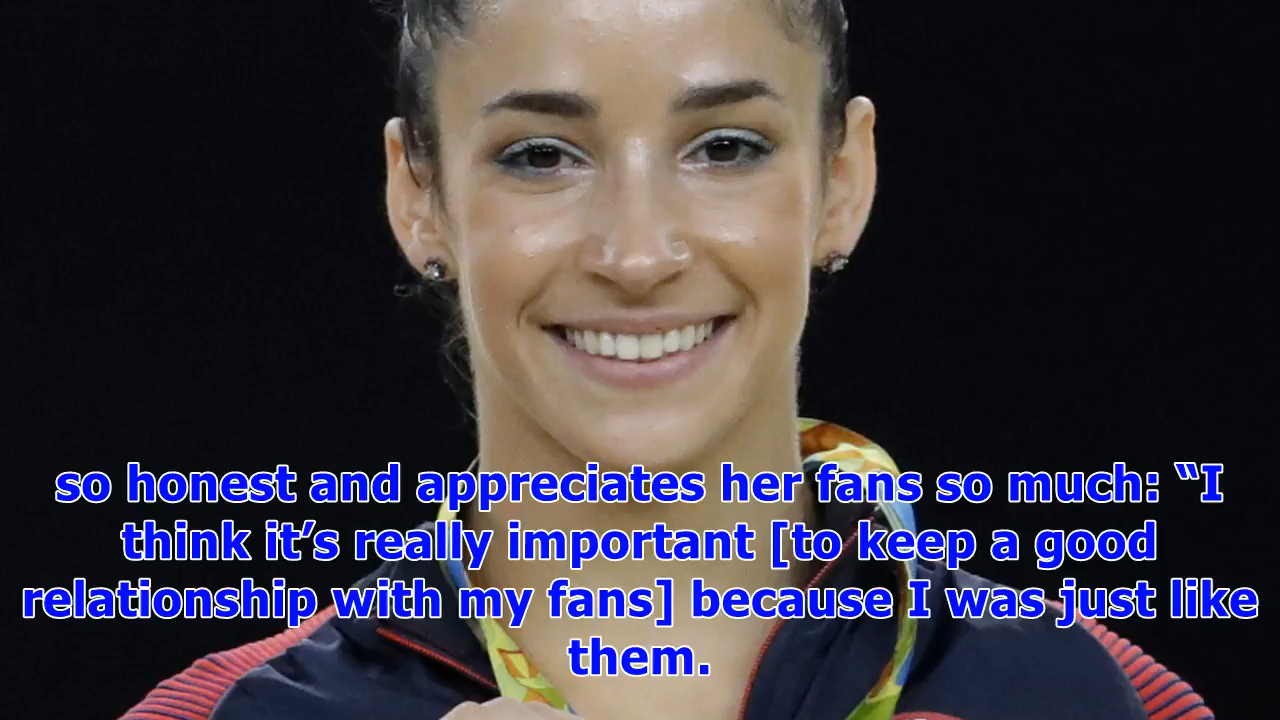 so honest and appreciates her fans so much: “I
think it’s really important [to keep a good
relationship with my fans] because I was just like
them.